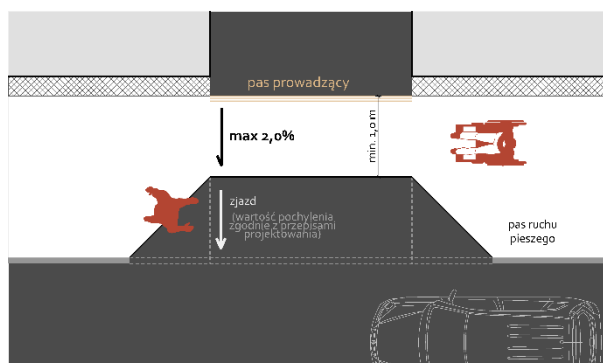 pas prowadzący
max 2,0%
min. 1,0 m
zjazd
(wartość pochylenia
zgodnie z przepisami
projektowania)
pas ruchu
pieszego